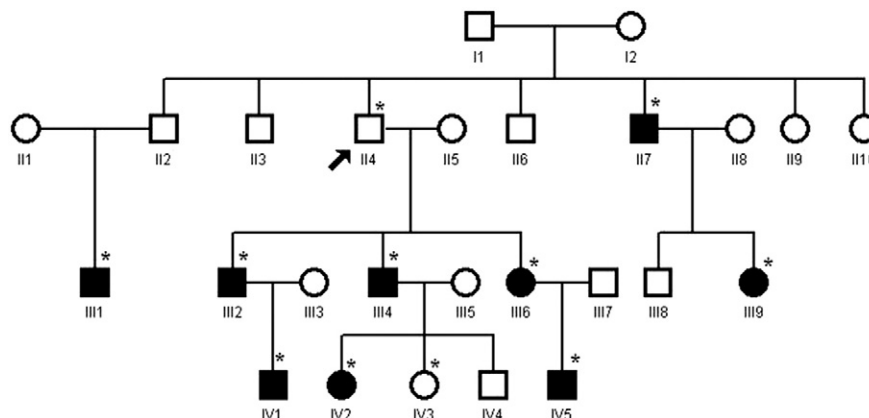 I1 I2
* *
II1 II2 II3 II4 II5 II6 II7 II8 II9
* * * * *
III1 III2 III3 III4 III5 III6 III7 III8 III9
* * * *
IV1 IV2 IV3 IV4 IV5